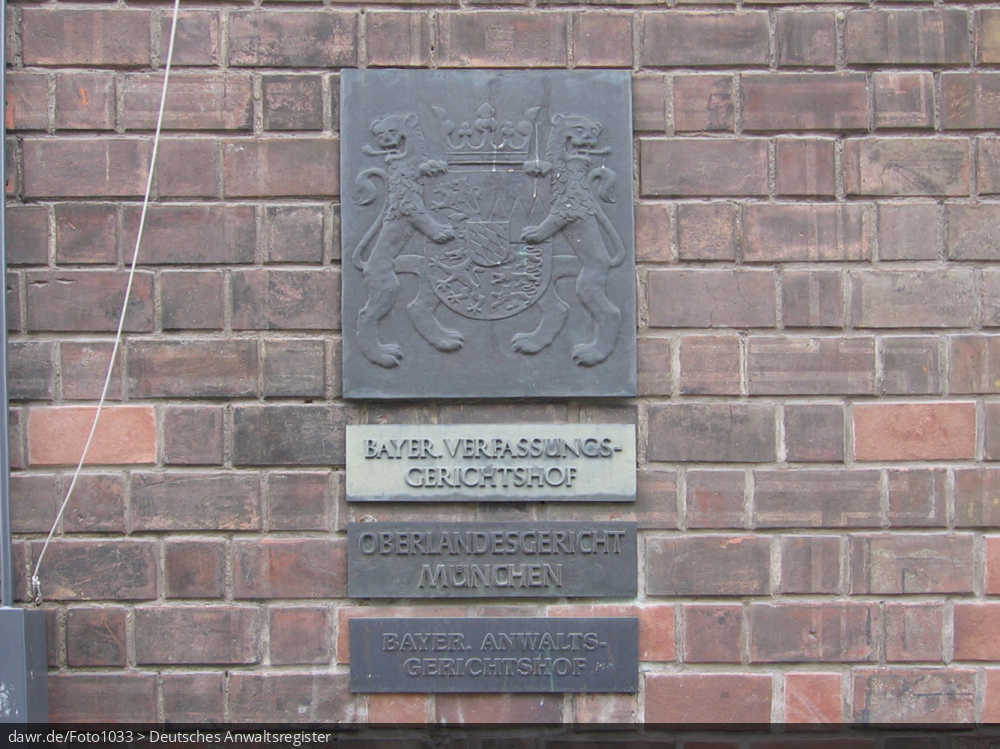 BAYER. VERFASSUNGS-
GERICHTSHOF
OBERLANDESGERICHT
MÜNCHEN
BAYER. ANWALTS-
GERICHTSHOF
dawr.de/Foto1033 > Deutsches Anwaltsregister